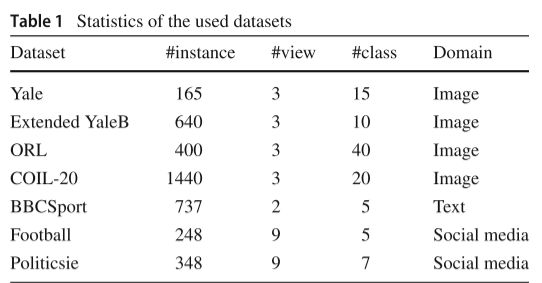 Table 1 Statistics of the used datasets
Dataset #instance #view #class Domain
Yale 165 3 15 Image
Extended YaleB 640 3 10 Image
ORL 400 3 40 Image
COIL-20 1440 3 20 Image
BBCSport 737 2 5 Text
Football 248 9 5 Social media
Politicsie 348 9 7 Social media